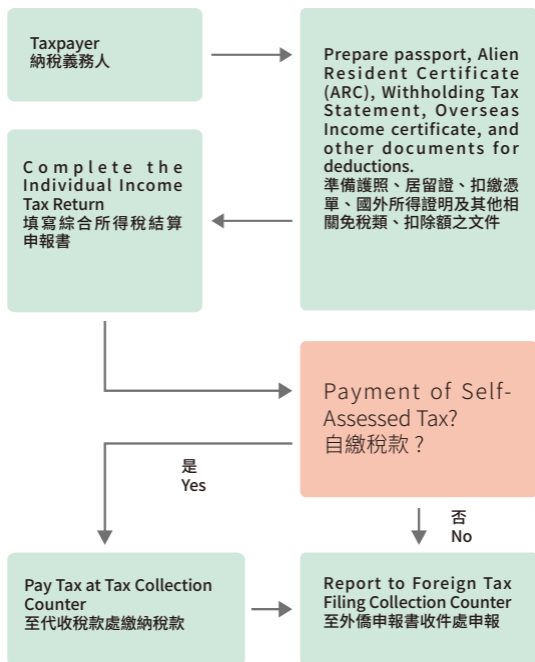 Taxpayer
納稅義務人
Prepare passport, Alien
Resident Certificate
(ARC), Withholding Tax
Statement, Overseas
Income certificate, and
other documents for
deductions.
準備護照、居留證、扣繳憑
單、國外所得證明及其他相
關免稅類、扣除額之文件
Complete the
Individual Income
Tax Return
填寫綜合所得稅結算
申報書
Payment of Self-
Assessed Tax?
自繳稅款？
是
Yes
否
No
Pay Tax at Tax Collection
Counter
至代收稅款處繳納稅款
Report to Foreign Tax
Filing Collection Counter
至外僑申報書收件處申報